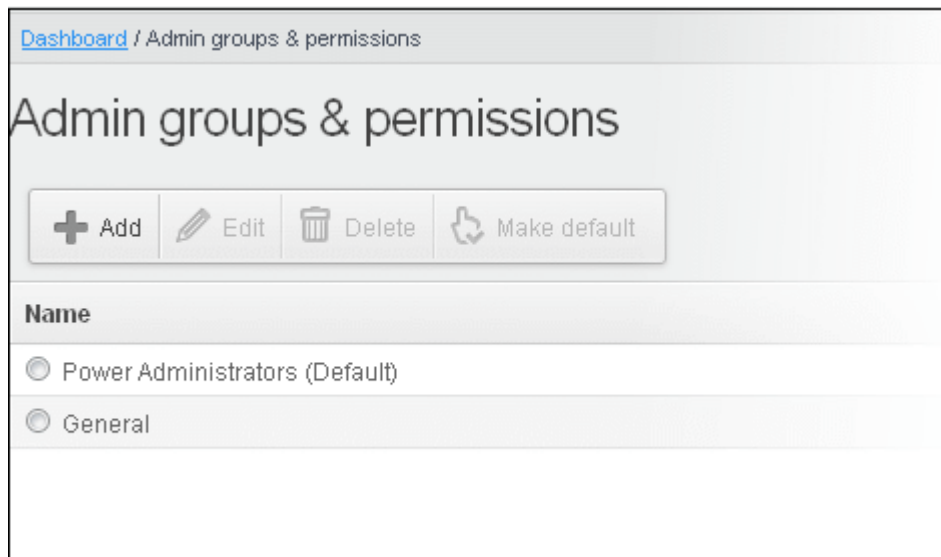 Dashboard / Admin groups & permissions
Admin groups & permissions
Add Edit Delete Make default
Name
Power Administrators (Default)
General